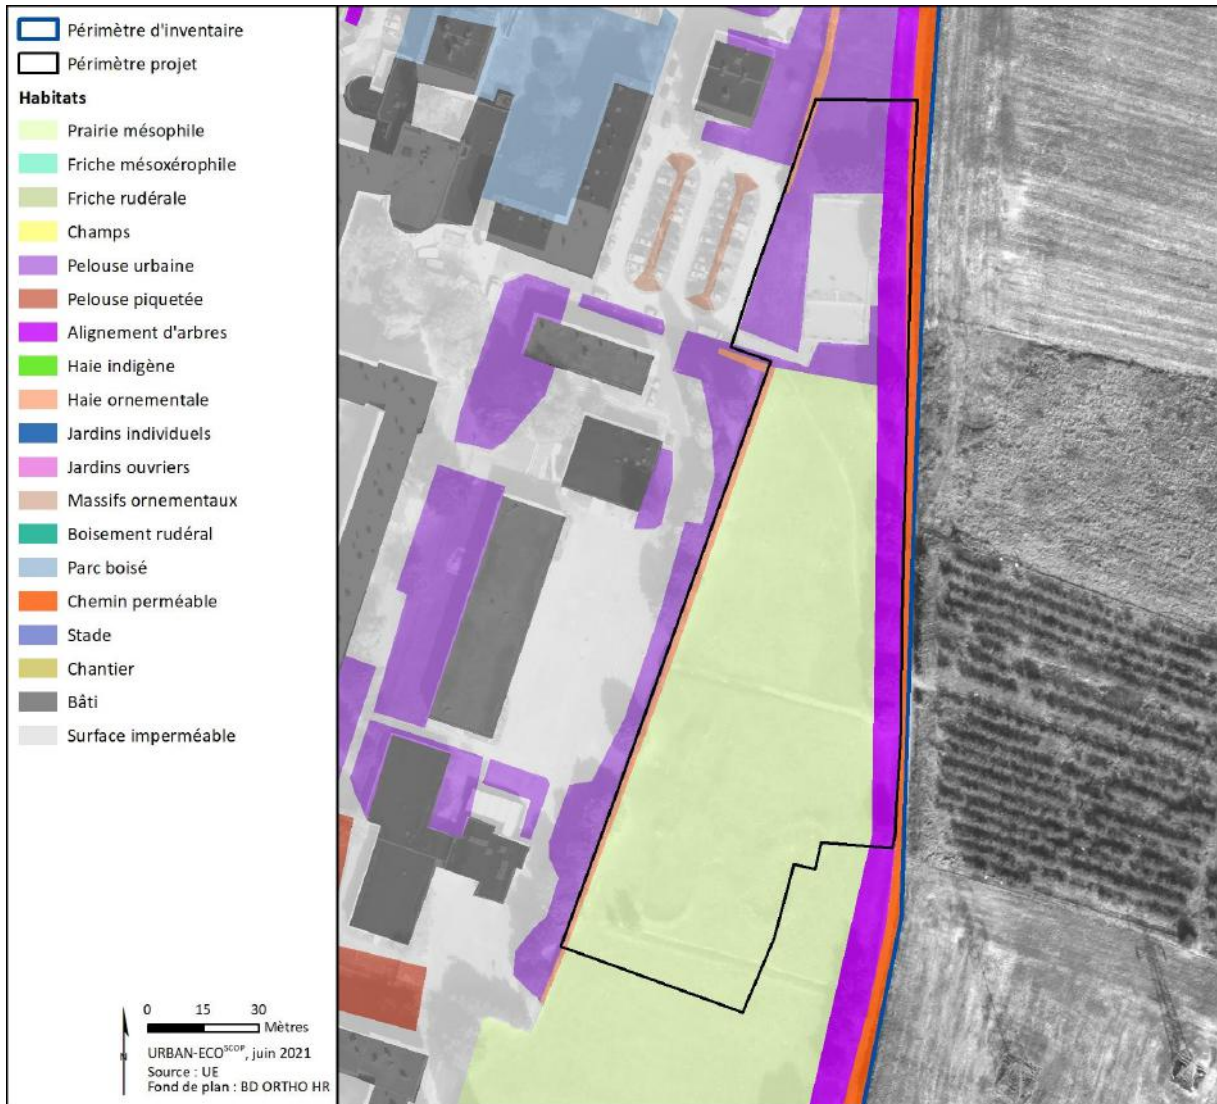 Périmètre d'inventaire
Périmètre projet
Habitats
Prairie mésophile
Friche mésoxérophile
Friche rudérale
Champs
Pelouse urbaine
Pelouse piquetée
Alignement d'arbres
Haie indigène
Haie ornementale
Jardins individuels
Jardins ouvriers
Massifs ornementaux
Boisement rudéral
Parc boisé
Chemin perméable
Stade
Chantier
Bâti
Surface imperméable
0 15 30
Mètres
N
URBAN-ECOSCOP, juin 2021
Source : UE
Fond de plan : BD ORTHO HR